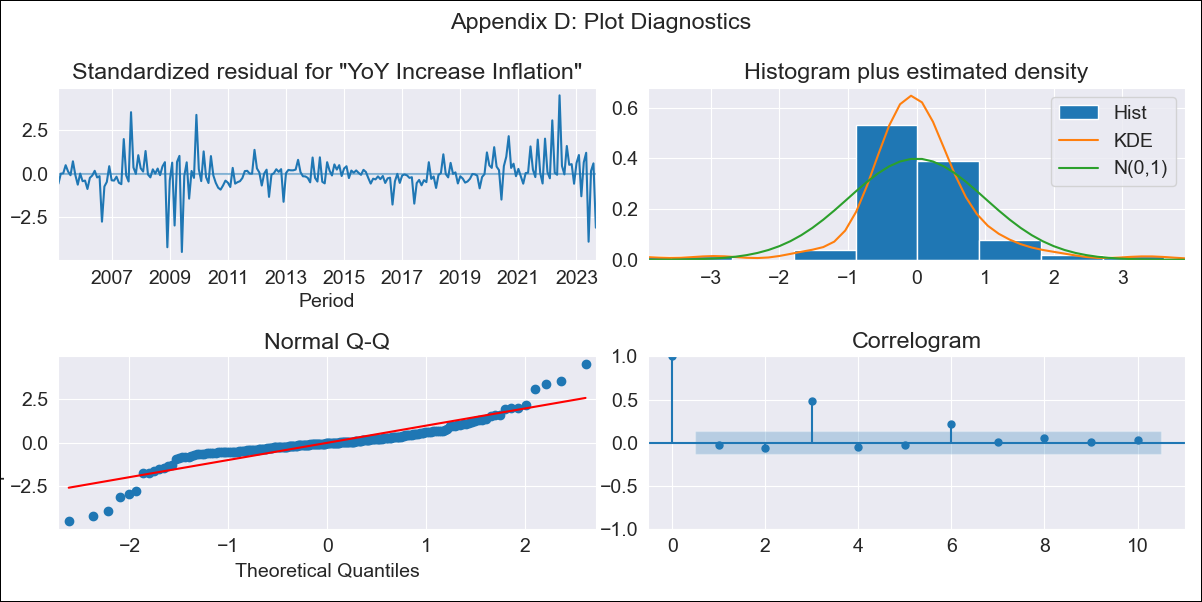 Appendix D: Plot Diagnostics
Standardized residual for "YoY Increase Inflation"
2.5
0.0
−2.5
2007 2009 2011 2013 2015 2017 2019 2021 2023
Period
Histogram plus estimated density
0.6
0.4
0.2
0.0
Hist
KDE
N(0,1)
−3 −2 −1 0 1 2 3
Normal Q-Q
2.5
0.0
−2.5
−2 −1 0 1 2
Theoretical Quantiles
Correlogram
1.0
0.5
0.0
−0.5
−1.0
0 2 4 6 8 10